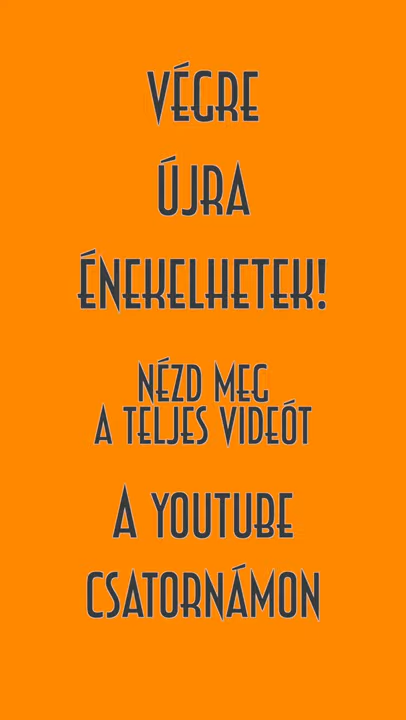 VÉGRE
ÚJRA
ÉNEKELHETEK!
NÉZD MEG
A TELJES VIDEÓT
A YOUTUBE
CSATORNÁMON